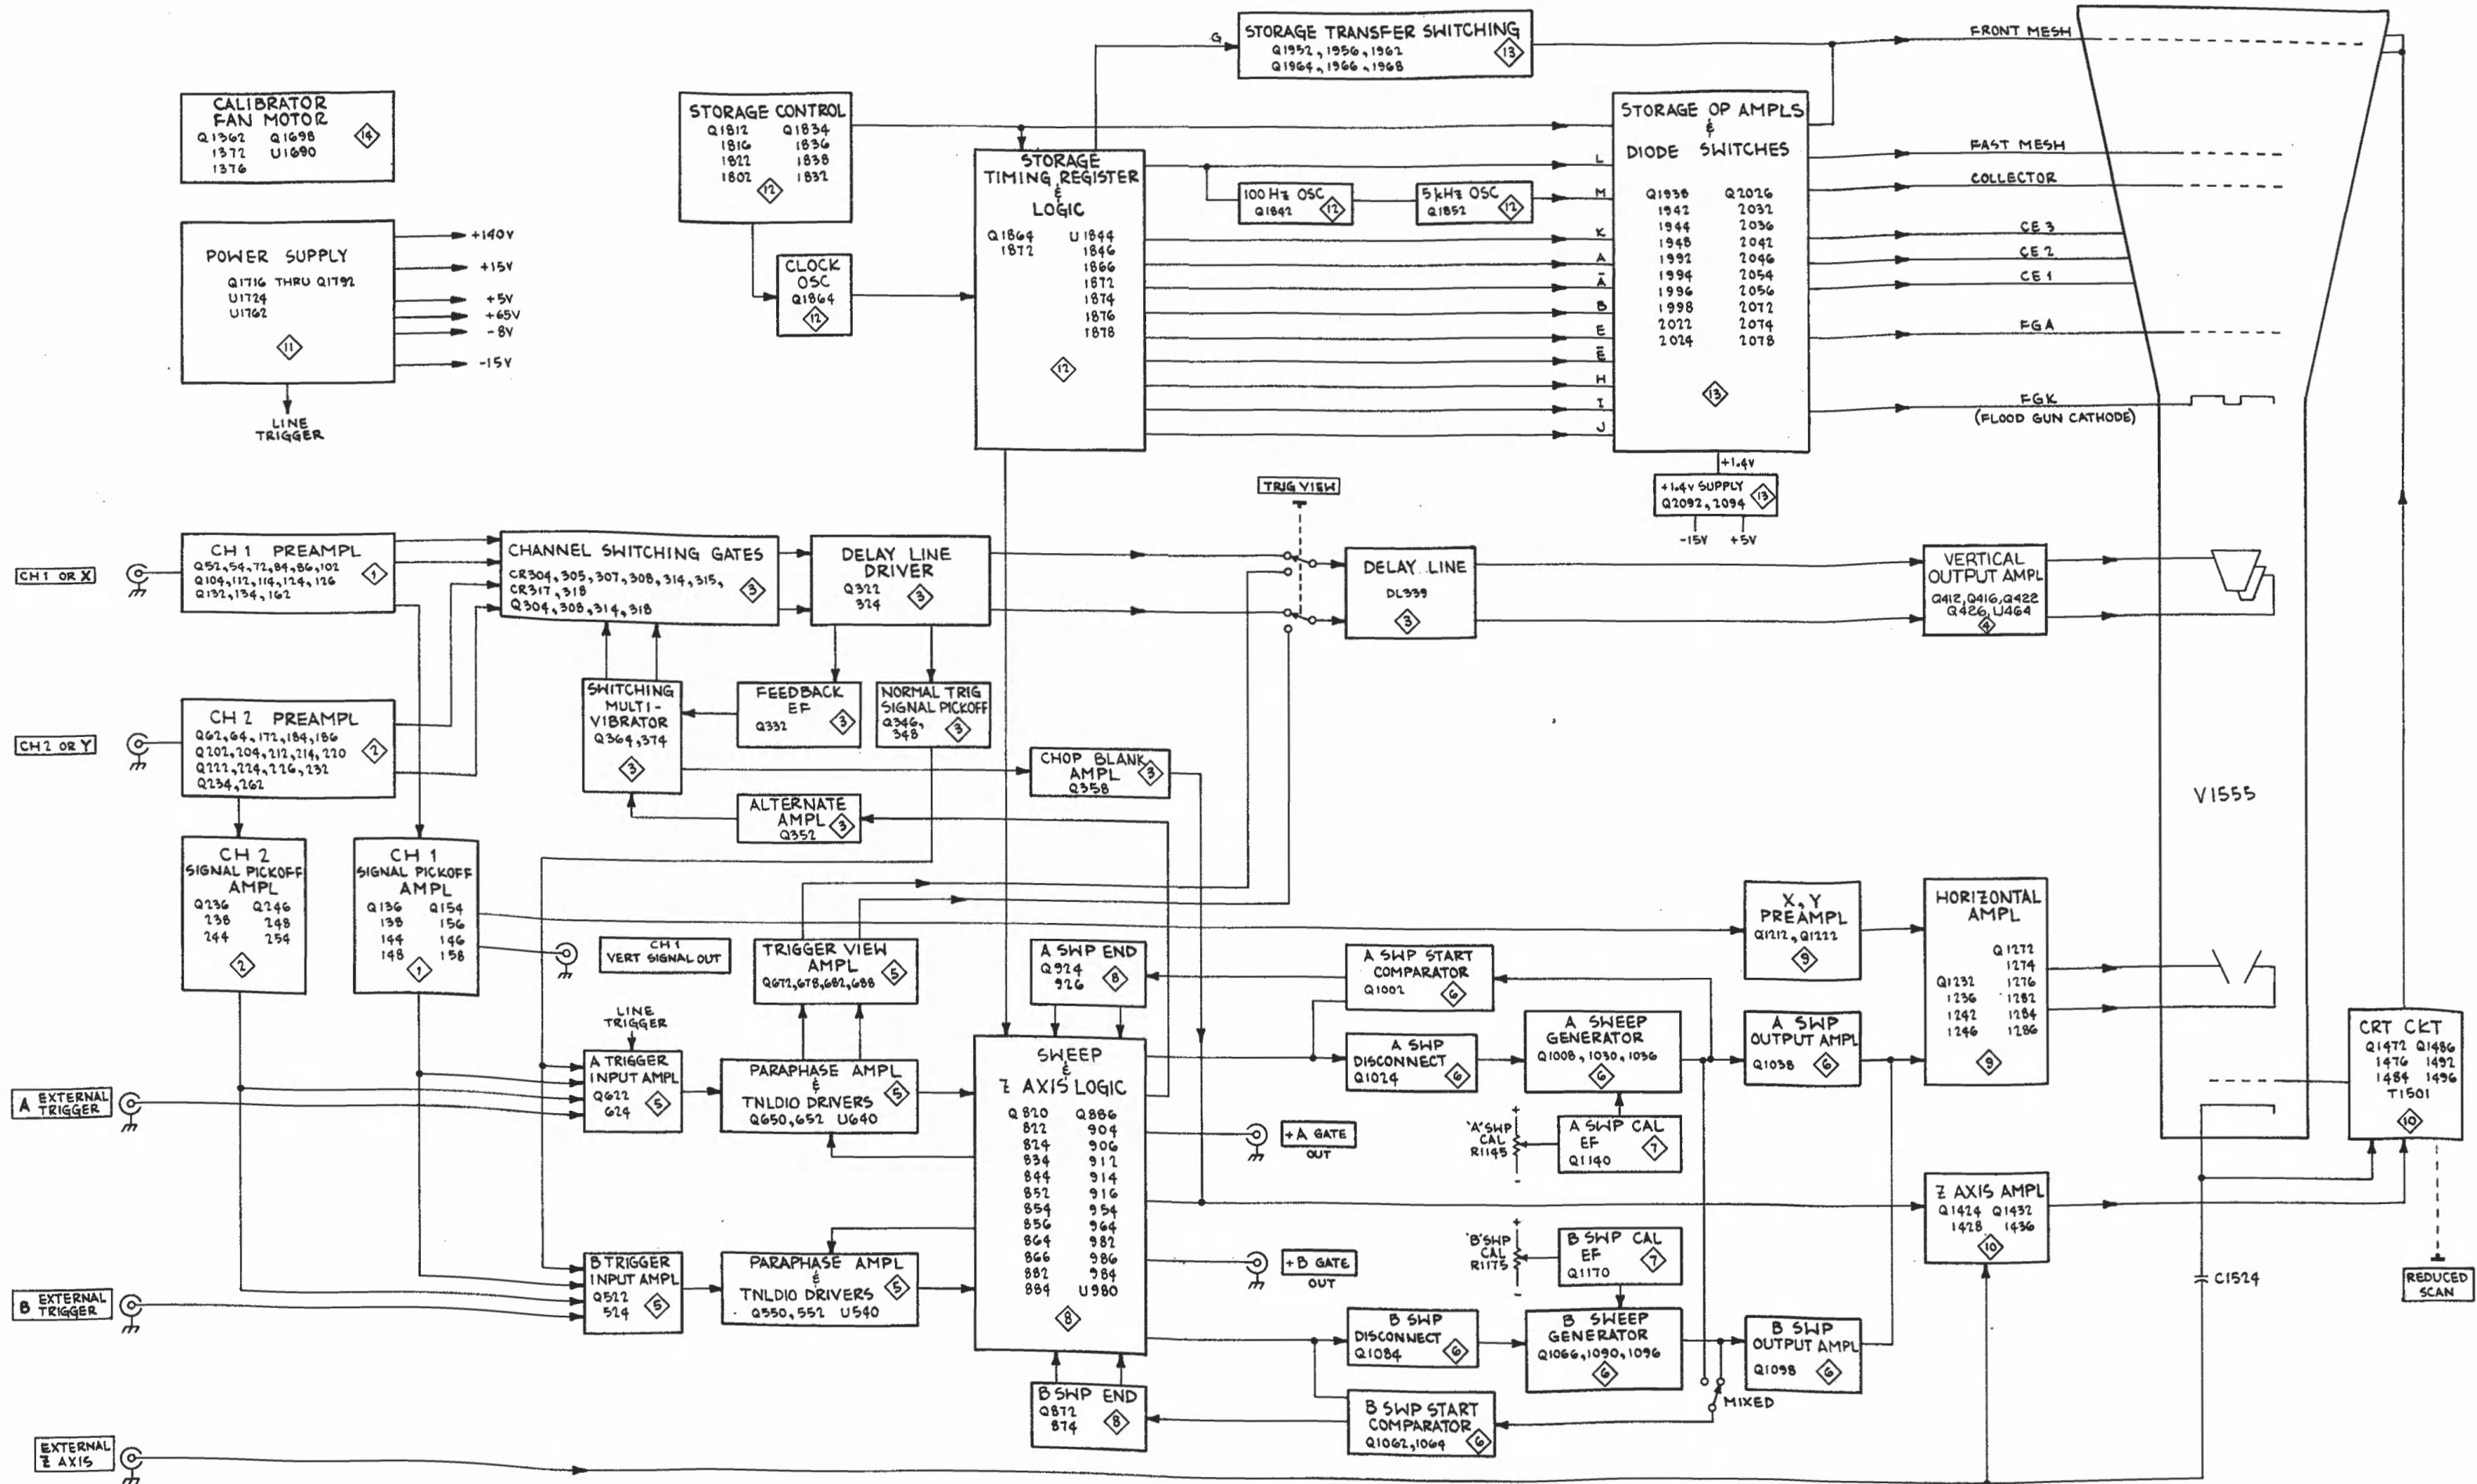 STORAGE TRANSFER SWITCHING
Q1952, 1956, 1962
Q1964, 1966, 1968
13
G
FRONT MESH
CALIBRATOR
FAN MOTOR
Q1362 Q1698
1372 U1690
1376
14
STORAGE CONTROL
Q1812 Q1834
1816 1836
1822 1838
1802 1832
12
STORAGE
TIMING REGISTER
&
LOGIC
Q1864 U1844
1872 1846
1866
1872
1874
1876
1878
12
100 Hz OSC
Q1842
12
5 kHz OSC
Q1852
12
L
M
K
A
Ā
B
E
Ē
H
I
J
STORAGE OP AMPLS
&
DIODE SWITCHES
Q1938 Q2026
1942 2032
1944 2036
1948 2042
1992 2046
1994 2054
1996 2056
1998 2072
2022 2074
2024 2078
13
FAST MESH
COLLECTOR
CE 3
CE 2
CE 1
FGA
FGK
(FLOOD GUN CATHODE)
POWER SUPPLY
Q1716 THRU Q1792
U1724
U1762
11
+140V
+15V
+5V
+65V
-8V
-15V
LINE
TRIGGER
CLOCK
OSC
Q1864
12
+1.4V
+1.4V SUPPLY
Q2092, 2094
13
-15V +5V
TRIG VIEW
CH 1 OR X
CH 1 PREAMPL
Q52,54,72,84,86,102
Q104,112,114,124,126
Q132,134,162
1
CHANNEL SWITCHING GATES
CR304, 305, 307, 308, 314, 315,
CR317, 318
Q304, 308, 314, 318
3
DELAY LINE
DRIVER
Q322
324
3
DELAY LINE
DL339
3
VERTICAL
OUTPUT AMPL
Q412, Q416, Q422
Q426, U464
4
CH 2 OR Y
CH 2 PREAMPL
Q62,64,172,184,186
Q202,204,212,214,220
Q222,224,226,232
Q234,262
2
SWITCHING
MULTI-
VIBRATOR
Q364,374
3
FEEDBACK
EF
Q332
3
NORMAL TRIG
SIGNAL PICKOFF
Q346,
348
3
CHOP BLANK
AMPL
Q358
3
ALTERNATE
AMPL
Q352
3
V1555
CH 2
SIGNAL PICKOFF
AMPL
Q236 Q246
238 248
244 254
2
CH 1
SIGNAL PICKOFF
AMPL
Q136 Q154
138 156
144 146
148 158
1
CH 1
VERT SIGNAL OUT
TRIGGER VIEW
AMPL
Q672,678,682,688
5
A SWP END
Q924
926
8
A SWP START
COMPARATOR
Q1002
6
X, Y
PREAMPL
Q1212, Q1222
9
HORIZONTAL
AMPL
Q1272
1274
Q1232 1276
1236 1282
1242 1284
1246 1286
9
LINE
TRIGGER
A EXTERNAL
TRIGGER
A TRIGGER
INPUT AMPL
Q622
624
5
PARAPHASE AMPL
&
TNLDIO DRIVERS
Q650,652 U640
5
SWEEP
&
Z AXIS LOGIC
Q820 Q886
822 904
824 906
834 912
844 914
852 916
854 954
856 964
864 982
866 986
882 984
884 U980
8
A SWP
DISCONNECT
Q1024
6
A SWEEP
GENERATOR
Q1008, 1030, 1036
6
A SWP
OUTPUT AMPL
Q1038
6
CRT CKT
Q1472 Q1486
1476 1492
1484 1496
T1501
10
+A GATE
OUT
'A' SWP
CAL
R1145
+
-
A SWP CAL
EF
Q1140
7
Z AXIS AMPL
Q1424 Q1432
1428 1436
10
B EXTERNAL
TRIGGER
B TRIGGER
INPUT AMPL
Q522
524
5
PARAPHASE AMPL
&
TNLDIO DRIVERS
Q550,552 U540
5
+B GATE
OUT
'B' SWP
CAL
R1175
+
-
B SWP CAL
EF
Q1170
7
C1524
REDUCED
SCAN
B SWP
DISCONNECT
Q1084
6
B SWEEP
GENERATOR
Q1066, 1090, 1096
6
B SWP
OUTPUT AMPL
Q1098
6
MIXED
B SWP END
Q872
874
8
B SWP START
COMPARATOR
Q1062, 1064
6
EXTERNAL
Z AXIS